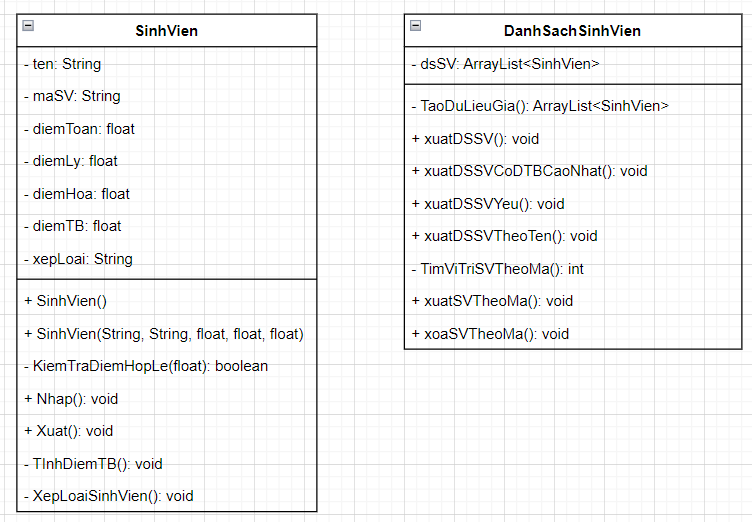 SinhVien
- ten: String
- maSV: String
- diemToan: float
- diemLy: float
- diemHoa: float
- diemTB: float
- xepLoai: String
+ SinhVien()
+ SinhVien(String, String, float, float, float)
- KiemTraDiemHopLe(float): boolean
+ Nhap(): void
+ Xuat(): void
- TInhDiemTB(): void
- XepLoaiSinhVien(): void
DanhSachSinhVien
- dsSV: ArrayList<SinhVien>
- TaoDuLieuGia(): ArrayList<SinhVien>
+ xuatDSSV(): void
+ xuatDSSVCoDTBCaoNhat(): void
+ xuatDSSVYeu(): void
+ xuatDSSVTheoTen(): void
- TimViTriSVTheoMa(): int
+ xuatSVTheoMa(): void
+ xoaSVTheoMa(): void